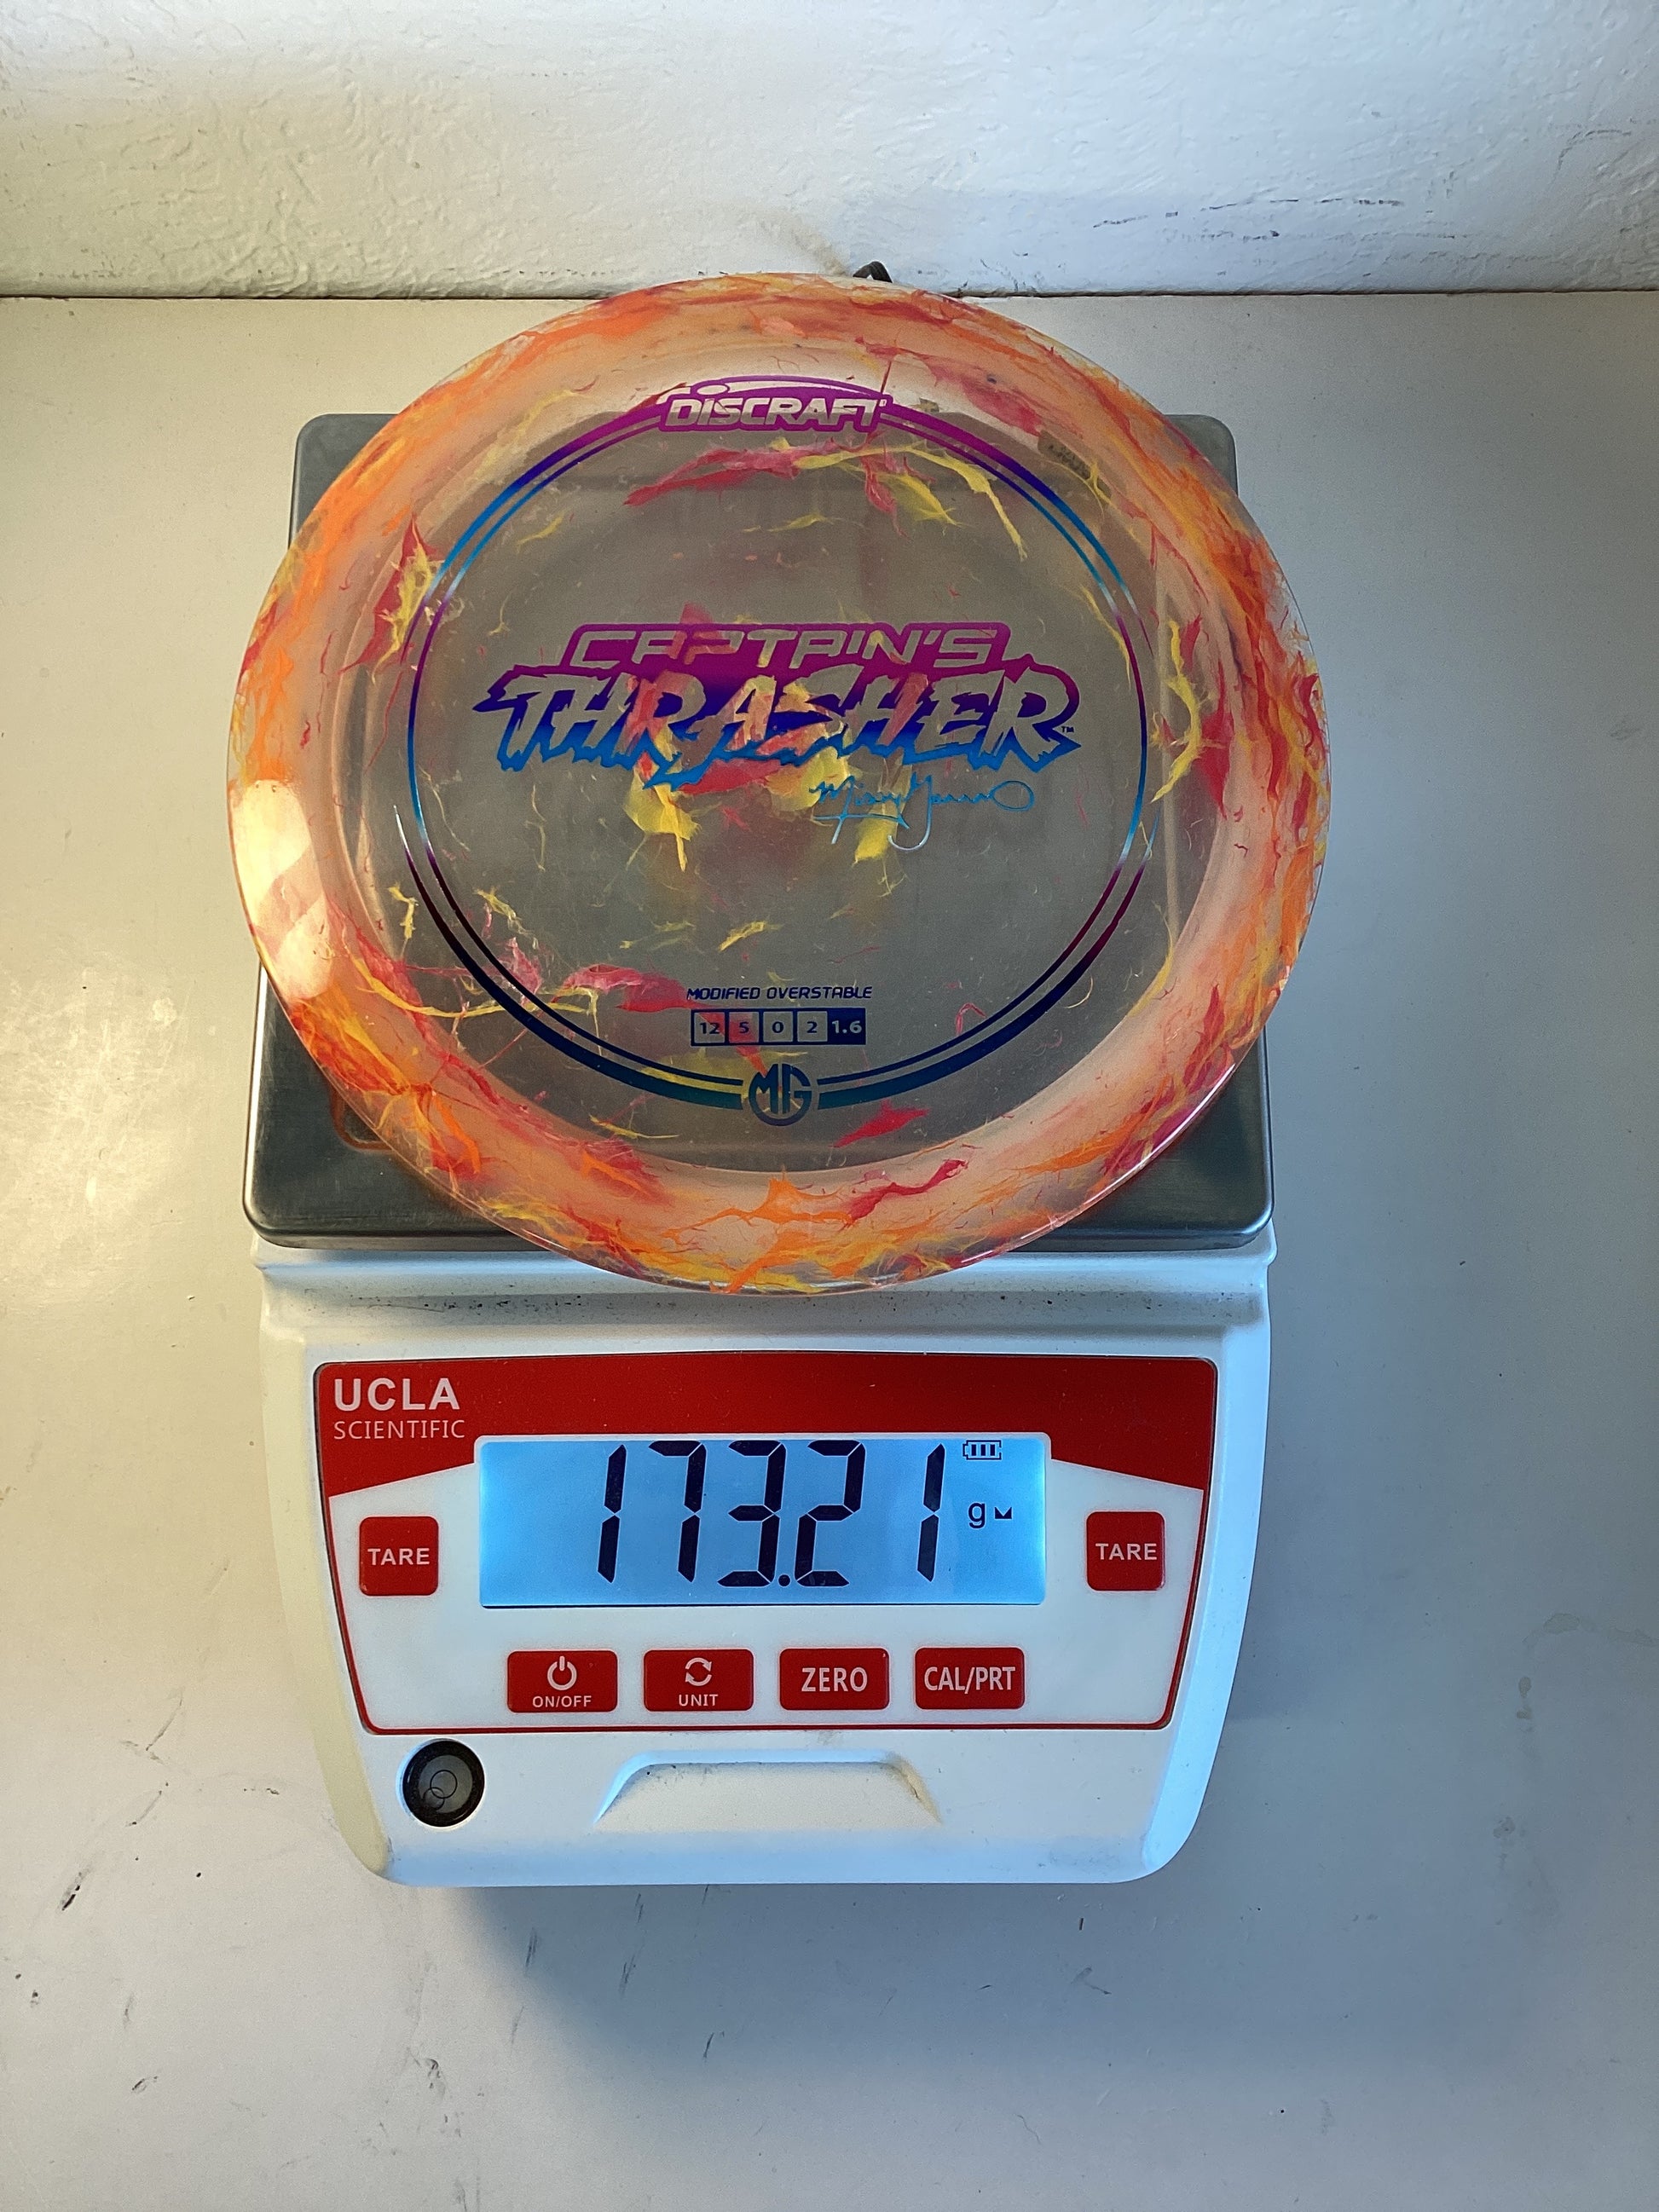 DISCRAFT
CAPTAIN'S
THRASHER™
MODIFIED OVERSTABLE
12 5 0 2 1.6
MG
UCLA
SCIENTIFIC
173.21 g
TARE
TARE
ON/OFF
UNIT
ZERO
CAL/PRT